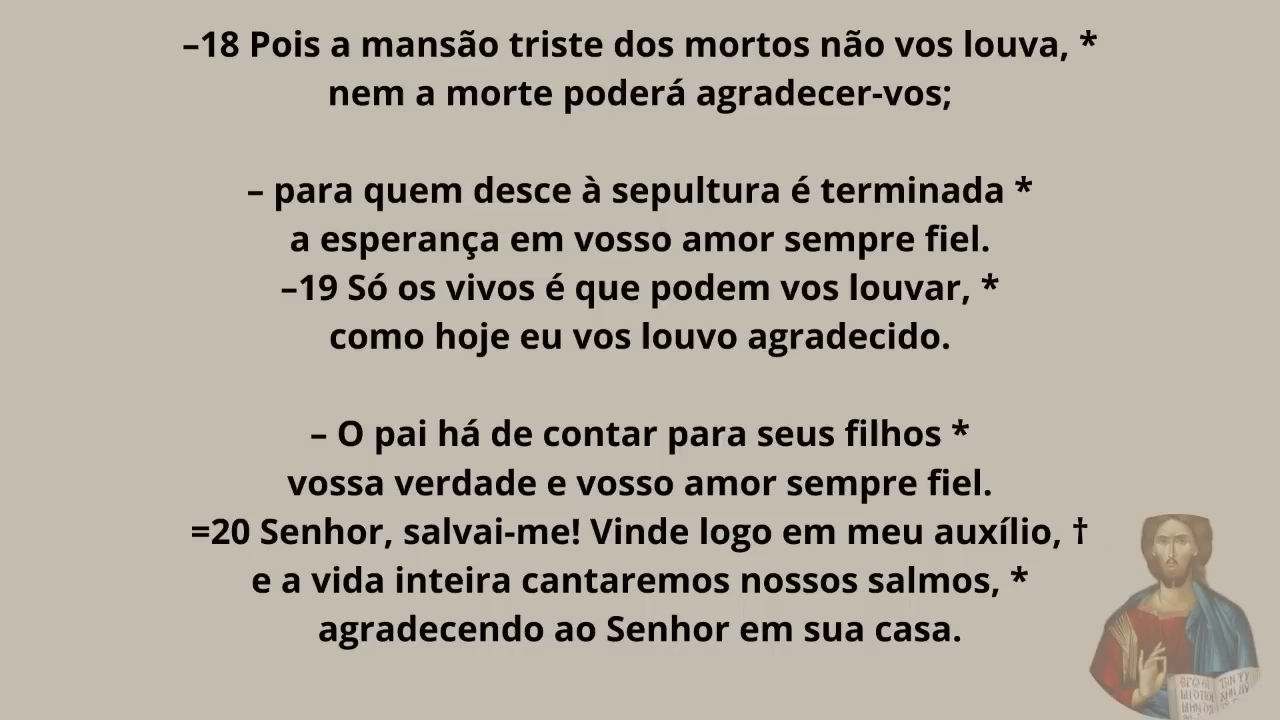 –18 Pois a mansão triste dos mortos não vos louva, *
nem a morte poderá agradecer-vos;
– para quem desce à sepultura é terminada *
a esperança em vosso amor sempre fiel.
–19 Só os vivos é que podem vos louvar, *
como hoje eu vos louvo agradecido.
– O pai há de contar para seus filhos *
vossa verdade e vosso amor sempre fiel.
=20 Senhor, salvai-me! Vinde logo em meu auxílio, †
e a vida inteira cantaremos nossos salmos, *
agradecendo ao Senhor em sua casa.